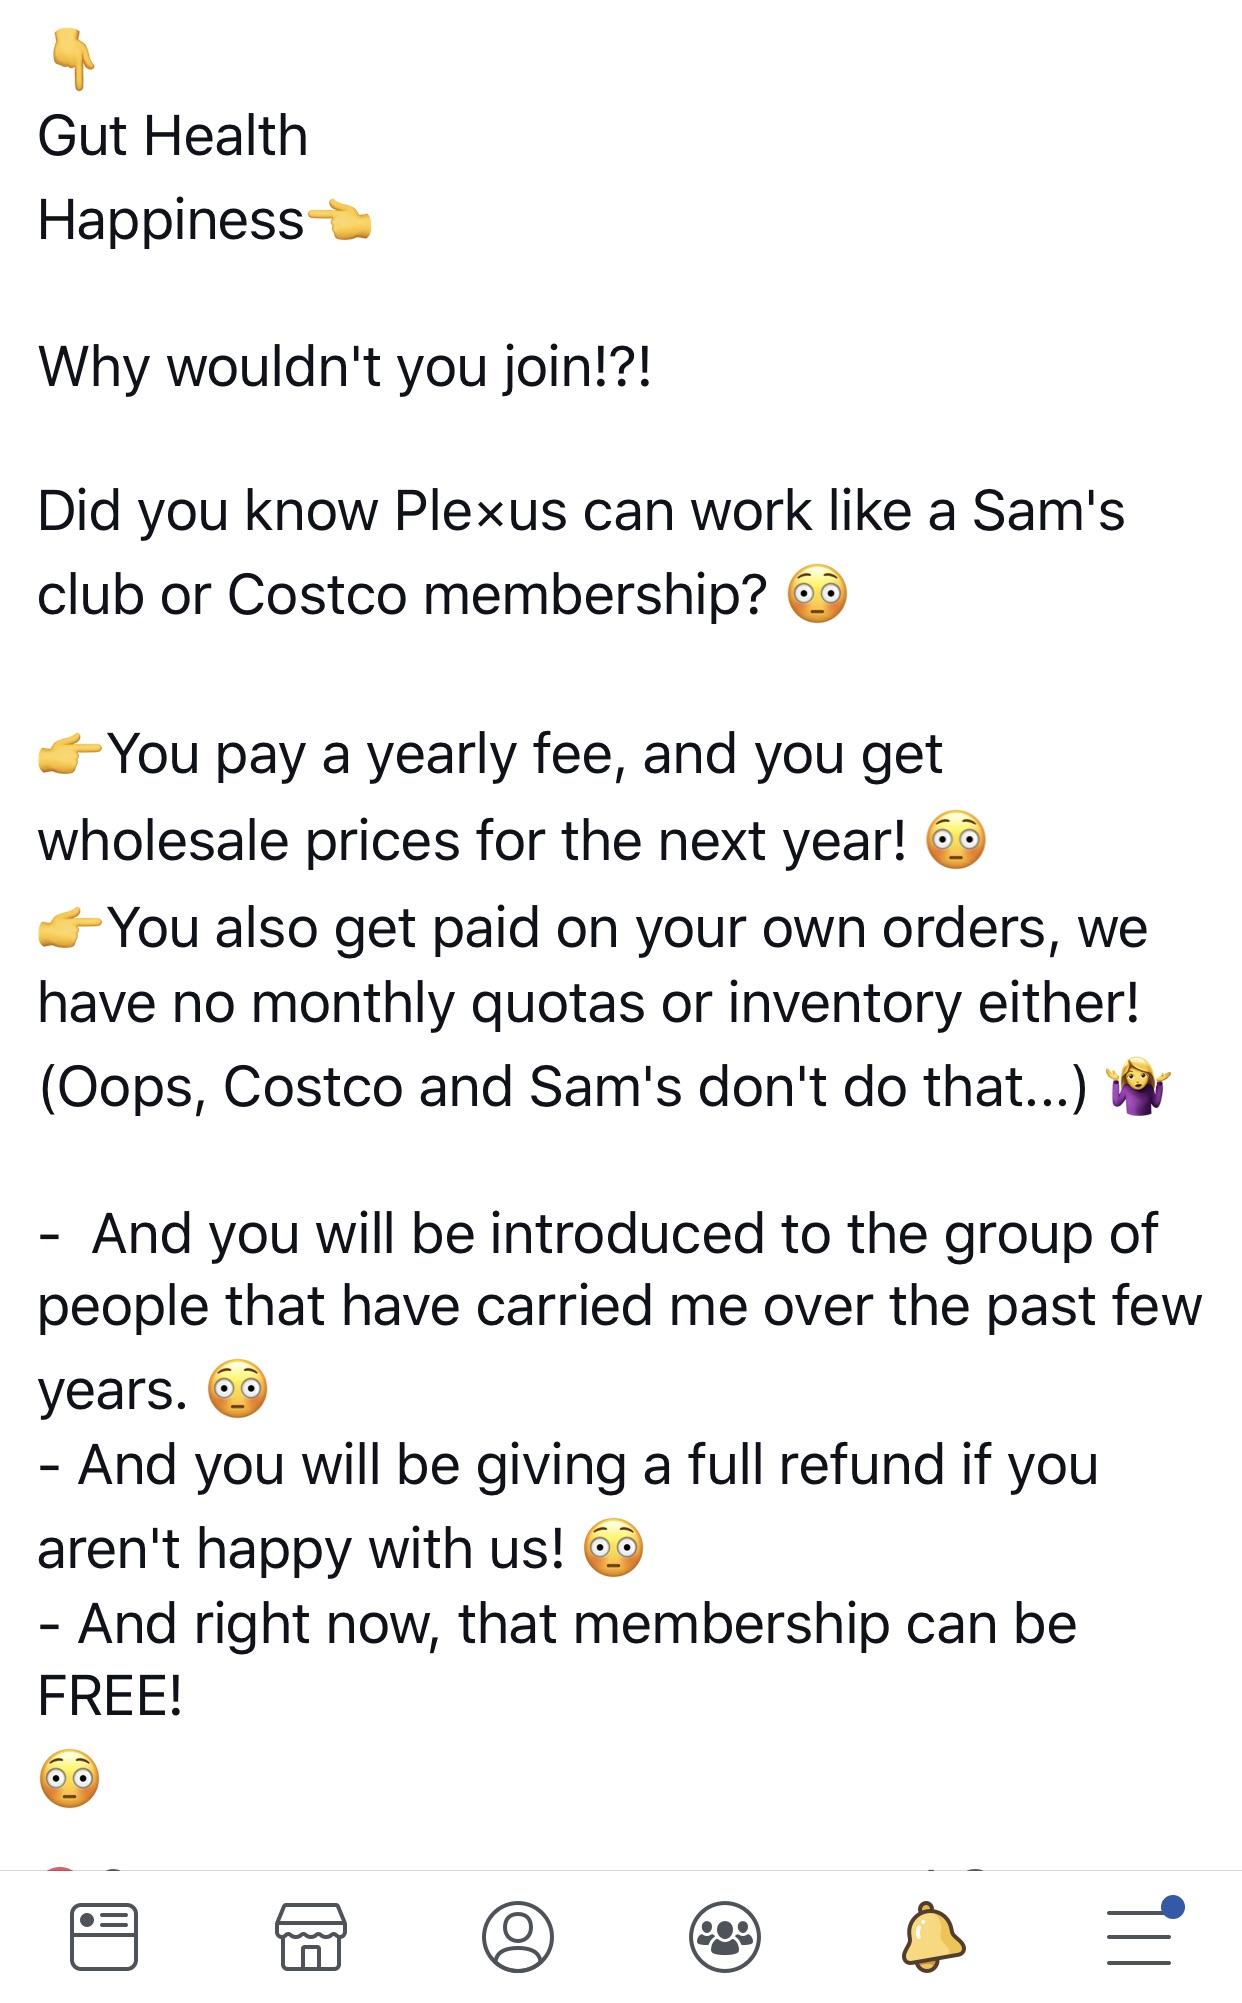 👇
Gut Health
Happiness👈
Why wouldn't you join!?!
Did you know Ple×us can work like a Sam's
club or Costco membership? 😳
👉You pay a yearly fee, and you get
wholesale prices for the next year! 😳
👉You also get paid on your own orders, we
have no monthly quotas or inventory either!
(Oops, Costco and Sam's don't do that...) 🤷‍♀️
-  And you will be introduced to the group of
people that have carried me over the past few
years. 😳
- And you will be giving a full refund if you
aren't happy with us! 😳
- And right now, that membership can be
FREE!
😳